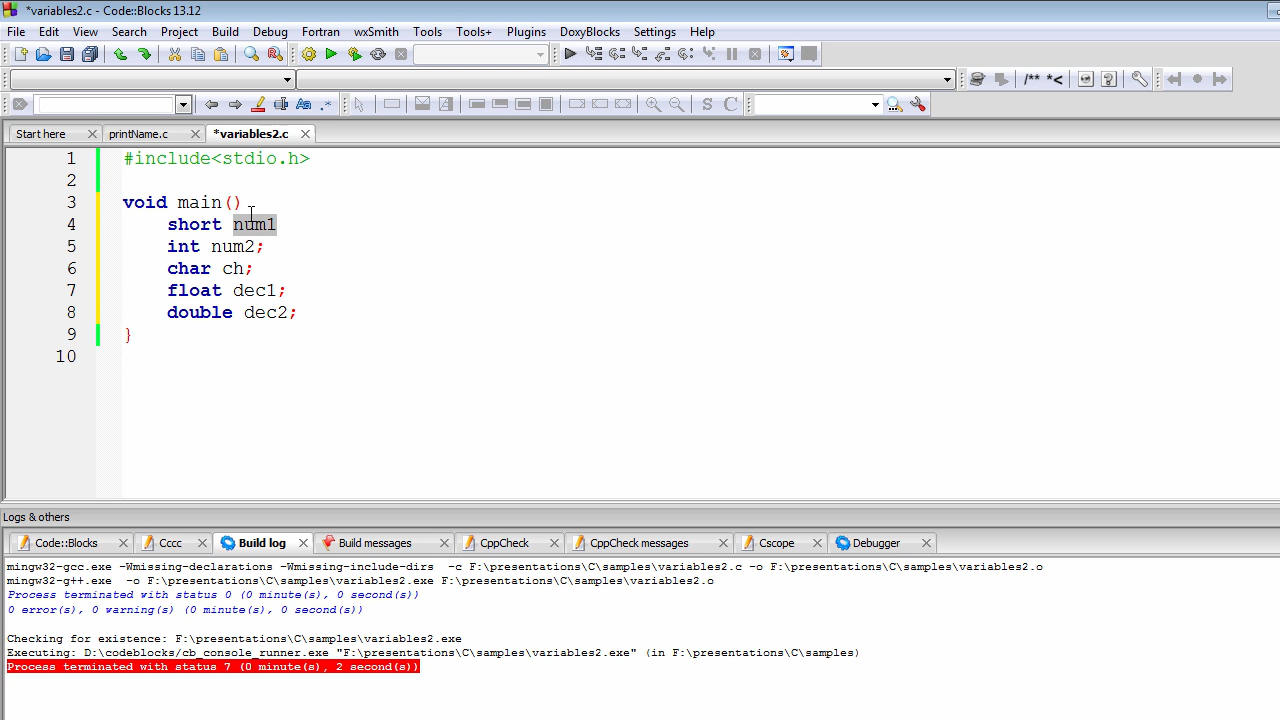 *variables2.c - Code::Blocks 13.12
File Edit View Search Project Build Debug Fortran wxSmith Tools Tools+ Plugins DoxyBlocks Settings Help
/** *<
Aa .* S C
Start here printName.c *variables2.c
1 #include<stdio.h>
2
3 void main()
4 short num1
5 int num2;
6 char ch;
7 float dec1;
8 double dec2;
9 }
10
Logs & others
Code::Blocks Cccc Build log Build messages CppCheck CppCheck messages Cscope Debugger
mingw32-gcc.exe -Wmissing-declarations -Wmissing-include-dirs -c F:\presentations\C\samples\variables2.c -o F:\presentations\C\samples\variables2.o
mingw32-g++.exe -o F:\presentations\C\samples\variables2.exe F:\presentations\C\samples\variables2.o
Process terminated with status 0 (0 minute(s), 0 second(s))
0 error(s), 0 warning(s) (0 minute(s), 0 second(s))
Checking for existence: F:\presentations\C\samples\variables2.exe
Executing: D:\codeblocks/cb_console_runner.exe "F:\presentations\C\samples\variables2.exe" (in F:\presentations\C\samples)
Process terminated with status 7 (0 minute(s), 2 second(s))